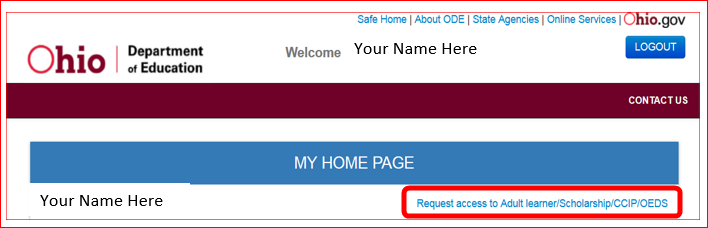 Safe Home | About ODE | State Agencies | Online Services | Ohio.gov
Ohio | Department of Education
Welcome Your Name Here
LOGOUT
CONTACT US
MY HOME PAGE
Your Name Here
Request access to Adult learner/Scholarship/CCIP/OEDS